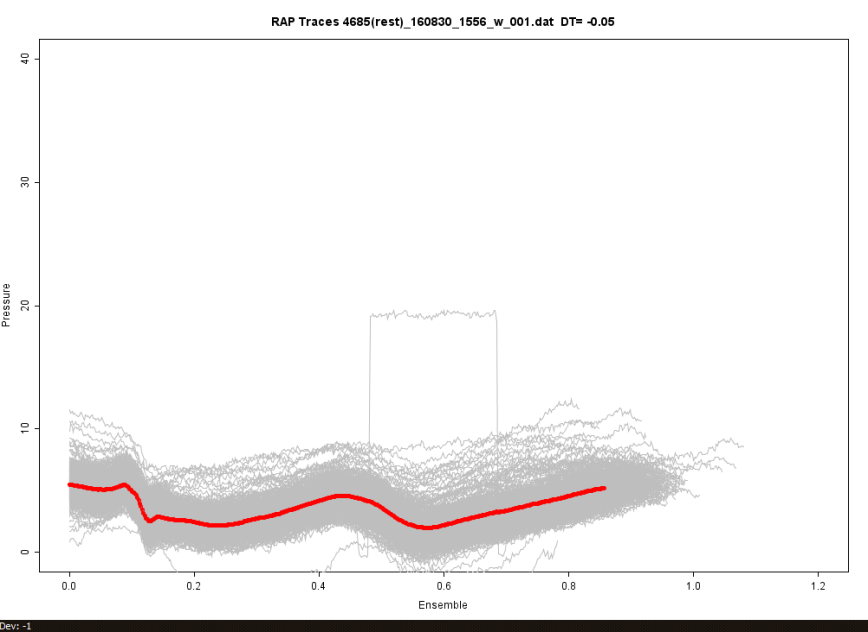 RAP Traces 4685(rest)_160830_1556_w_001.dat DT= -0.05
40
30
20
10
0
Pressure
0.0 0.2 0.4 0.6 0.8 1.0 1.2
Ensemble
Dev: -1